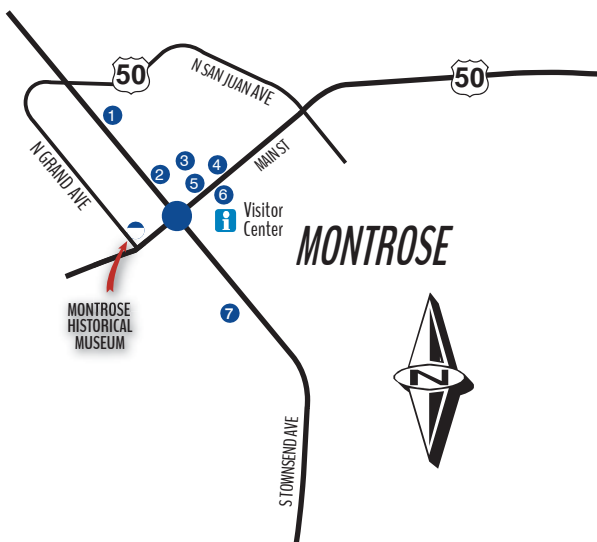 50
N SAN JUAN AVE
50
1
N GRAND AVE
MAIN ST
3
4
2
5
6
i Visitor
Center
MONTROSE
MONTROSE
HISTORICAL
MUSEUM
7
N
S TOWNSEND AVE